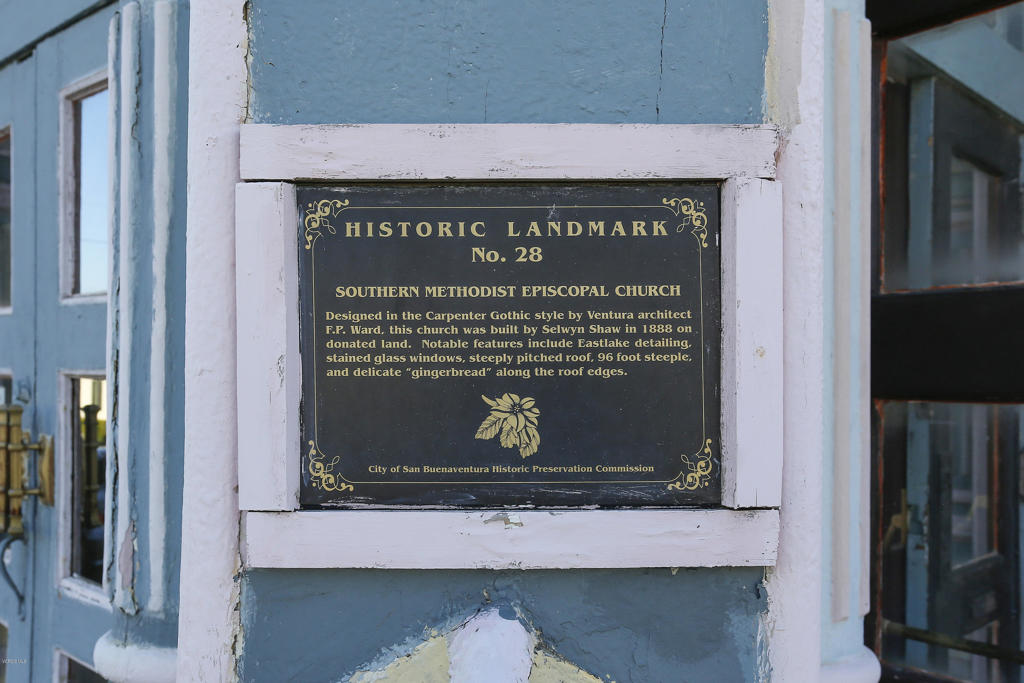 HISTORIC LANDMARK
No. 28
SOUTHERN METHODIST EPISCOPAL CHURCH
Designed in the Carpenter Gothic style by Ventura architect
F.P. Ward, this church was built by Selwyn Shaw in 1888 on
donated land. Notable features include Eastlake detailing,
stained glass windows, steeply pitched roof, 96 foot steeple,
and delicate "gingerbread" along the roof edges.
City of San Buenaventura Historic Preservation Commission